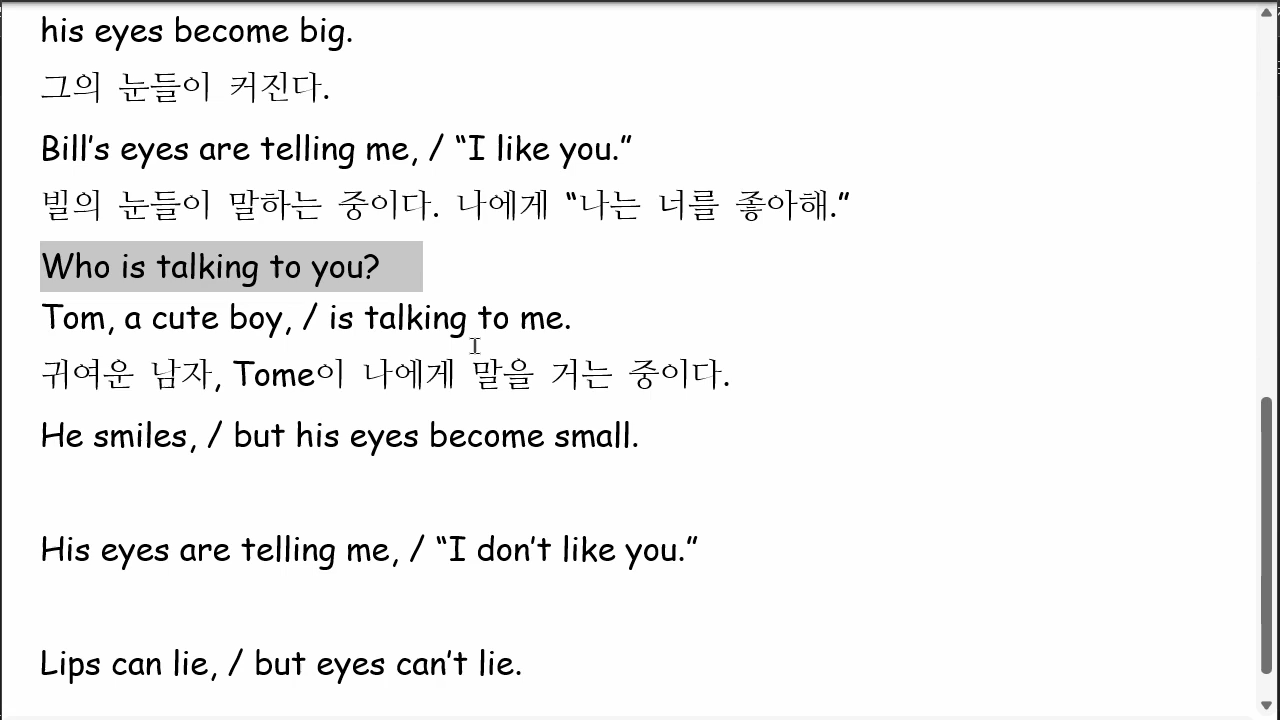 his eyes become big.
그의 눈들이 커진다.
Bill’s eyes are telling me, / “I like you.”
빌의 눈들이 말하는 중이다. 나에게 “나는 너를 좋아해.”
Who is talking to you?
Tom, a cute boy, / is talking to me.
귀여운 남자, Tome이 나에게 말을 거는 중이다.
He smiles, / but his eyes become small.
His eyes are telling me, / “I don’t like you.”
Lips can lie, / but eyes can’t lie.